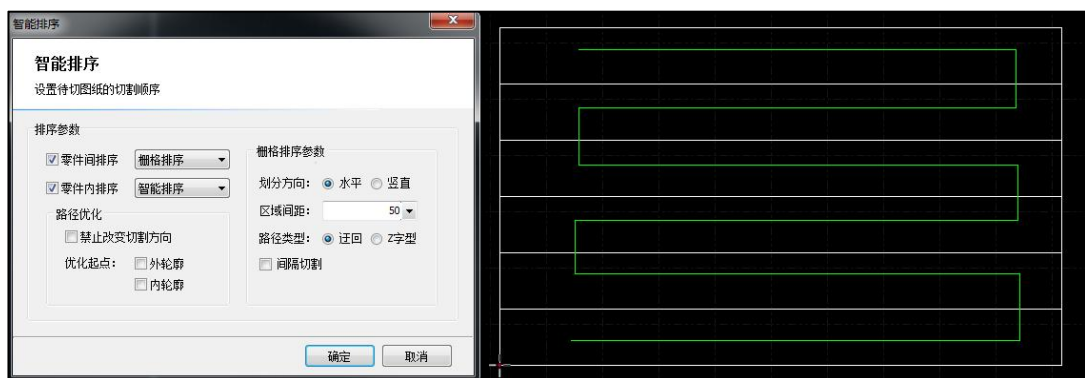 智能排序
智能排序
设置待切图纸的切割顺序
排序参数
零件间排序 栅格排序
零件内排序 智能排序
路径优化
禁止改变切割方向
优化起点： 外轮廓
内轮廓
栅格排序参数
划分方向： 水平 竖直
区域间距： 50
路径类型： 迂回 Z字型
间隔切割
确定 取消